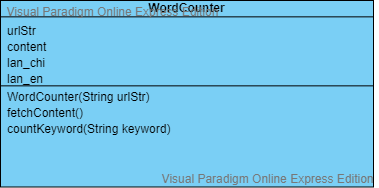 Visual Paradigm Online Express Edition
WordCounter
urlStr
content
lan_chi
lan_en
WordCounter(String urlStr)
fetchContent()
countKeyword(String keyword)
Visual Paradigm Online Express Edition